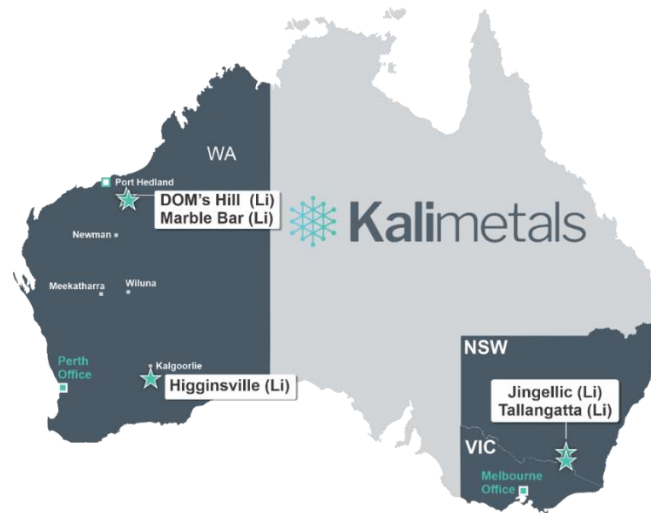 WA
Port Hedland
DOM's Hill (Li)
Marble Bar (Li)
Kalimetals
Newman
Meekatharra
Wiluna
Perth
Office
Kalgoorlie
Higginsville (Li)
NSW
Jingellic (Li)
Tallangatta (Li)
VIC
Melbourne
Office